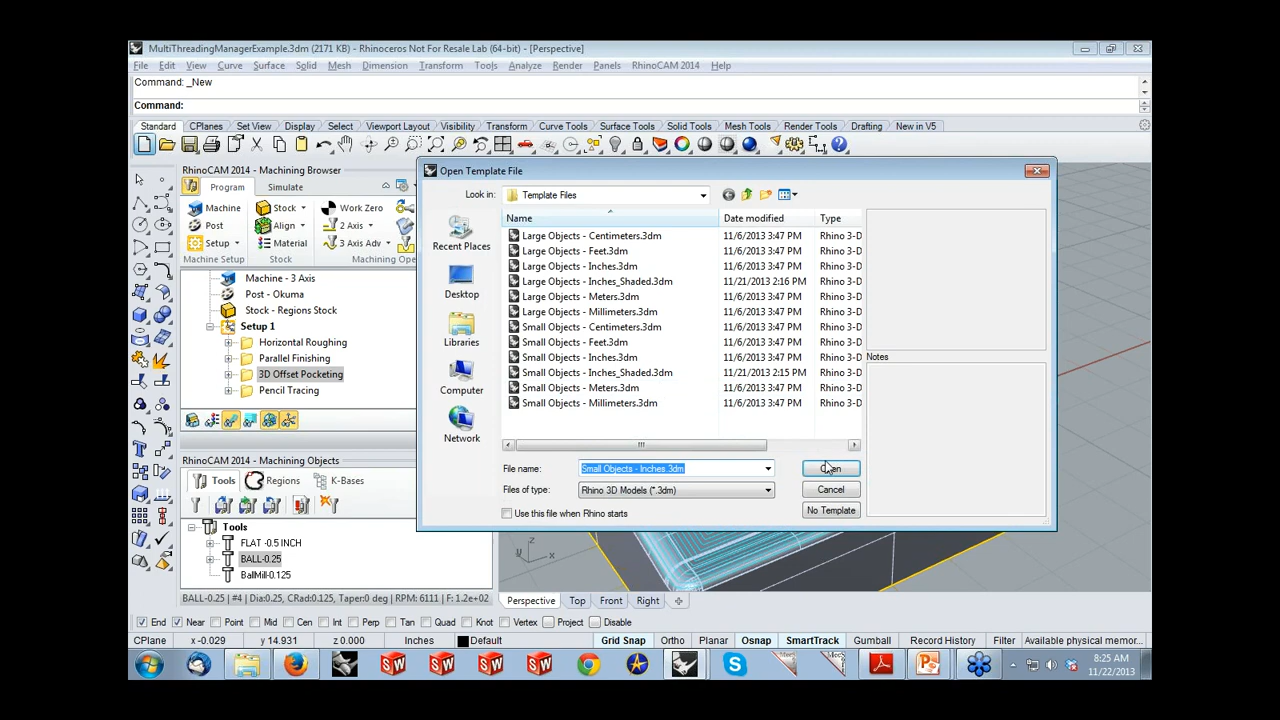 MultiThreadingManagerExample.3dm (2171 KB) - Rhinoceros Not For Resale Lab (64-bit) - [Perspective]
File Edit View Curve Surface Solid Mesh Dimension Transform Tools Analyze Render Panels RhinoCAM 2014 Help
Command: _New
Command:
Standard CPlanes Set View Display Select Viewport Layout Visibility Transform Curve Tools Surface Tools Solid Tools Mesh Tools Render Tools Drafting New in V5
RhinoCAM 2014 - Machining Browser
Program Simulate
Machine Stock Work Zero
Post Align 2 Axis
Setup Material 3 Axis Adv
Machine Setup Machining Ope
Machine - 3 Axis
Post - Okuma
Stock - Regions Stock
Setup 1
Horizontal Roughing
Parallel Finishing
3D Offset Pocketing
Pencil Tracing
RhinoCAM 2014 - Machining Objects
Tools Regions K-Bases
Tools
FLAT -0.5 INCH
BALL-0.25
BallMill-0.125
BALL-0.25 | #4 | Dia:0.25, CRad:0.125, Taper:0 deg | RPM: 6111 | F: 1.2e+02
Open Template File
Look in: Template Files
Recent Places
Desktop
Libraries
Computer
Network
Name Date modified Type
Large Objects - Centimeters.3dm 11/6/2013 3:47 PM Rhino 3-D
Large Objects - Feet.3dm 11/6/2013 3:47 PM Rhino 3-D
Large Objects - Inches.3dm 11/6/2013 3:47 PM Rhino 3-D
Large Objects - Inches_Shaded.3dm 11/21/2013 2:16 PM Rhino 3-D
Large Objects - Meters.3dm 11/6/2013 3:47 PM Rhino 3-D
Large Objects - Millimeters.3dm 11/6/2013 3:47 PM Rhino 3-D
Small Objects - Centimeters.3dm 11/6/2013 3:47 PM Rhino 3-D
Small Objects - Feet.3dm 11/6/2013 3:47 PM Rhino 3-D
Small Objects - Inches.3dm 11/6/2013 3:47 PM Rhino 3-D
Small Objects - Inches_Shaded.3dm 11/21/2013 2:15 PM Rhino 3-D
Small Objects - Meters.3dm 11/6/2013 3:47 PM Rhino 3-D
Small Objects - Millimeters.3dm 11/6/2013 3:47 PM Rhino 3-D
Notes
File name: Small Objects - Inches.3dm Open
Files of type: Rhino 3D Models (*.3dm) Cancel
Use this file when Rhino starts No Template
y x
Perspective Top Front Right
End Near Point Mid Cen Int Perp Tan Quad Knot Vertex Project Disable
CPlane x -0.029 y 14.931 z 0.000 Inches Default Grid Snap Ortho Planar Osnap SmartTrack Gumball Record History Filter Available physical memor...
8:25 AM
11/22/2013